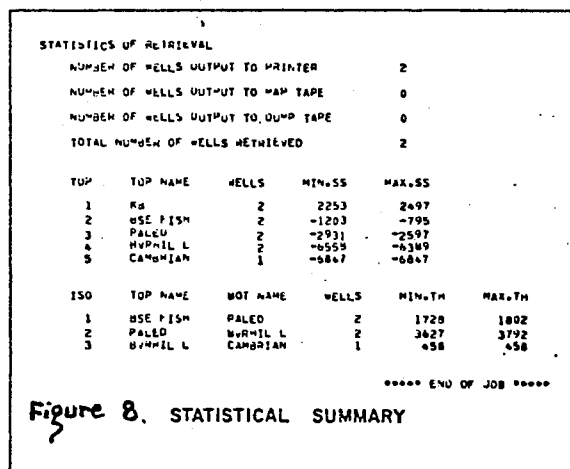 STATISTICS OF RETRIEVAL
NUMBER OF WELLS OUTPUT TO PRINTER 2
NUMBER OF WELLS OUTPUT TO MAP TAPE 0
NUMBER OF WELLS OUTPUT TO DUMP TAPE 0
TOTAL NUMBER OF WELLS RETRIEVED 2
TOP TOP NAME WELLS MIN.SS MAX.SS
1 2 2253 2497
2 BSE FISH 2 -1203 -795
3 PALEO 2 -2931 -2597
4 BVRHIL L 2 -6559 -6389
5 CAMBRIAN 1 -6847 -6847
ISO TOP NAME BOT NAME WELLS MIN.TH MAX.TH
1 BSE FISH PALEO 2 1728 1802
2 PALEO BVRHIL L 2 3627 3792
3 BVRHIL L CAMBRIAN 1 458 458
***** END OF JOB *****
Figure 8. STATISTICAL SUMMARY